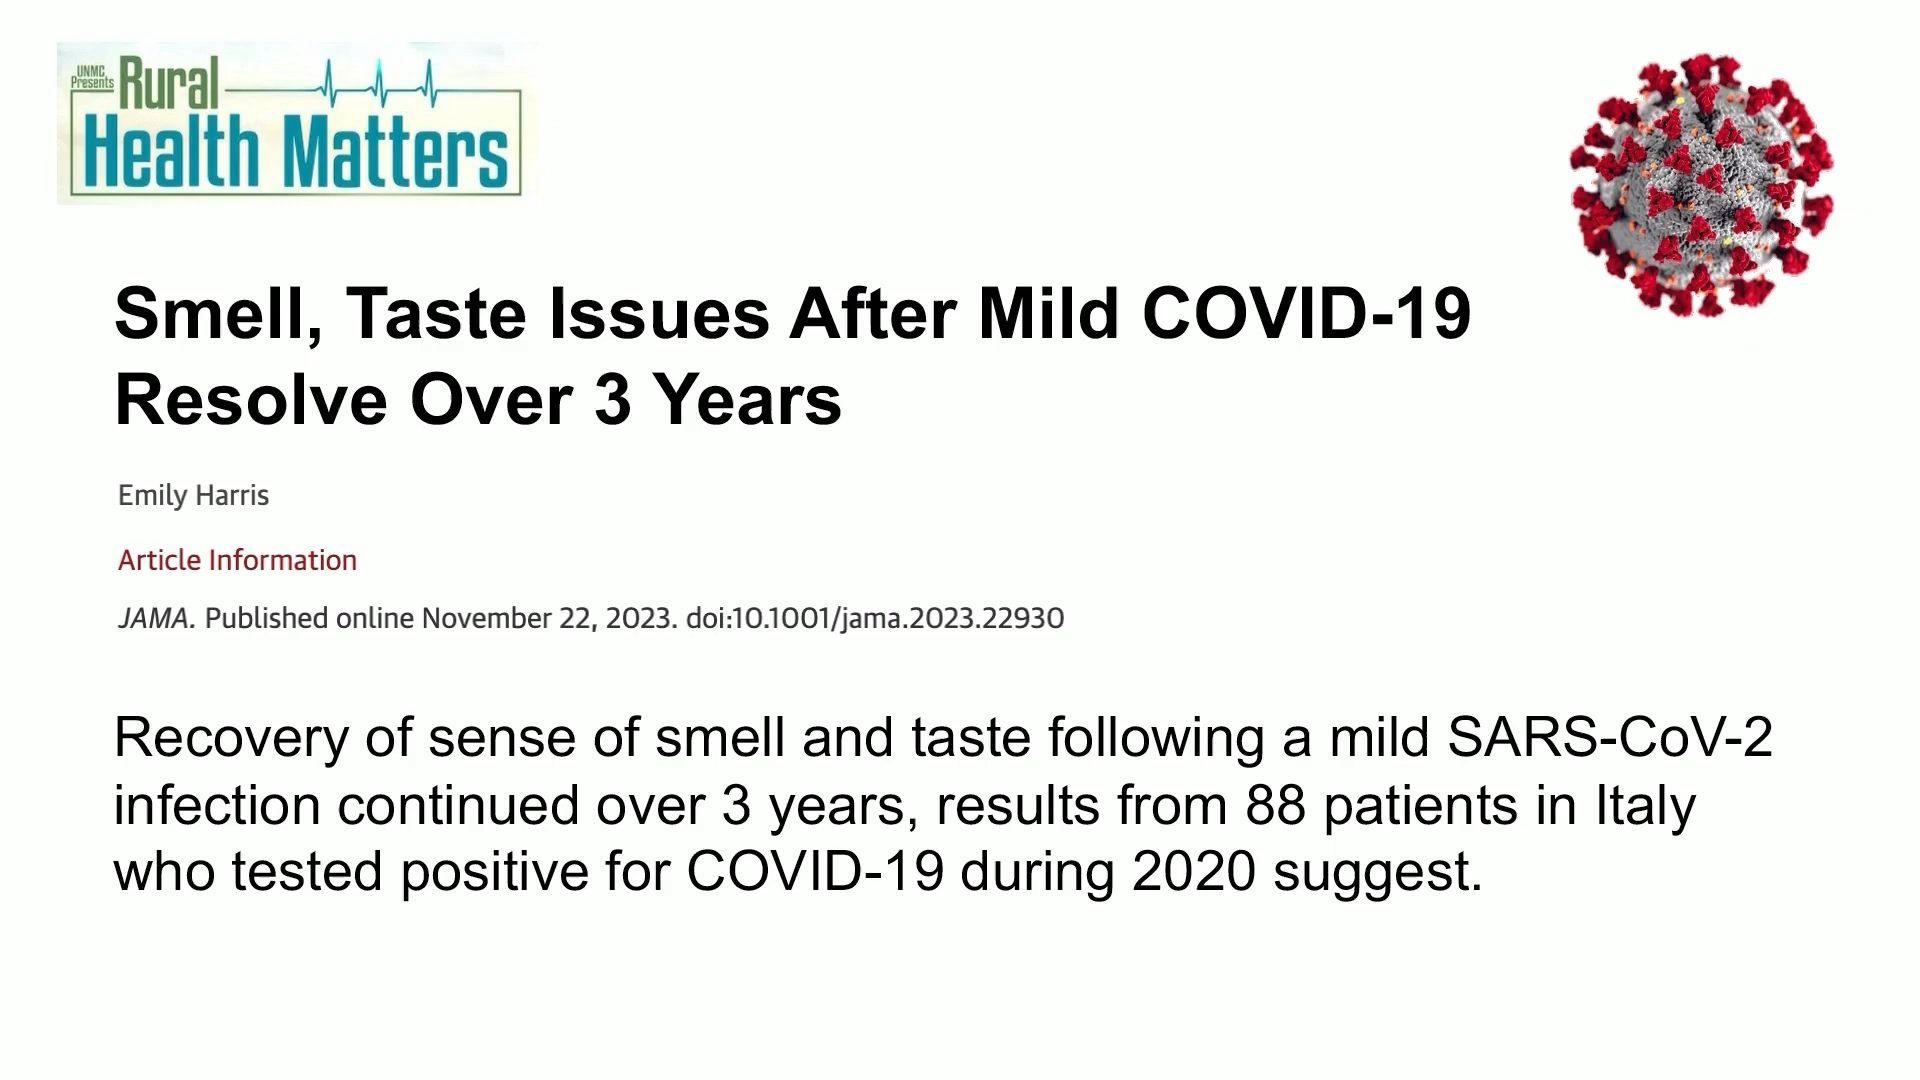 UNMC
Presents
Rural
Health Matters
Smell, Taste Issues After Mild COVID-19
Resolve Over 3 Years
Emily Harris
Article Information
JAMA. Published online November 22, 2023. doi:10.1001/jama.2023.22930
Recovery of sense of smell and taste following a mild SARS-CoV-2
infection continued over 3 years, results from 88 patients in Italy
who tested positive for COVID-19 during 2020 suggest.